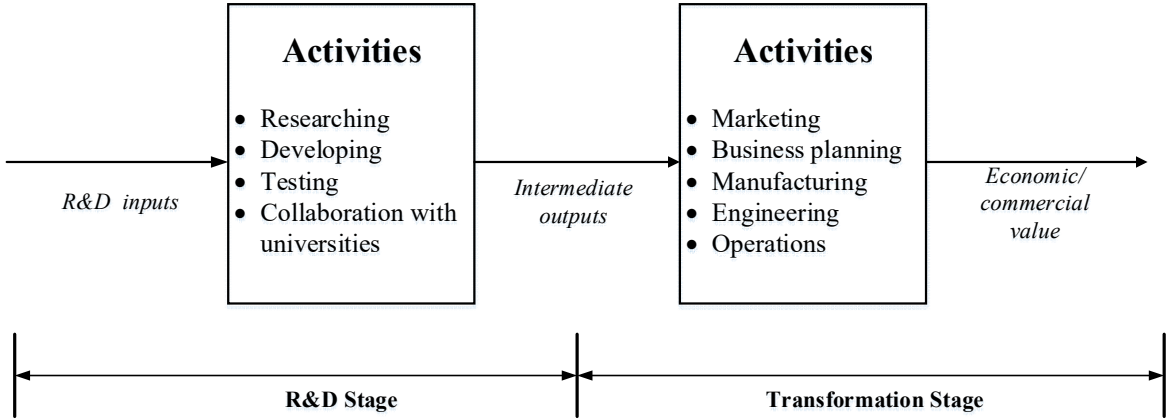 Activities
• Researching
• Developing
• Testing
• Collaboration with
universities
Activities
• Marketing
• Business planning
• Manufacturing
• Engineering
• Operations
R&D inputs
Intermediate
outputs
Economic/
commercial
value
R&D Stage
Transformation Stage